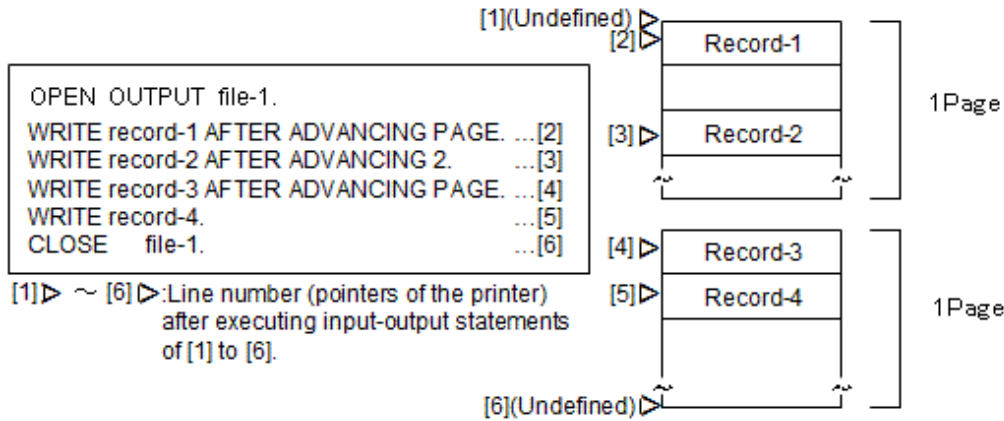 OPEN OUTPUT file-1.
WRITE record-1 AFTER ADVANCING PAGE. ...[2]
WRITE record-2 AFTER ADVANCING 2. ...[3]
WRITE record-3 AFTER ADVANCING PAGE. ...[4]
WRITE record-4. ...[5]
CLOSE file-1. ...[6]
[1]▷ ～ [6]▷:Line number (pointers of the printer)
after executing input-output statements
of [1] to [6].
[1](Undefined)▷
[2]▷ Record-1
[3]▷ Record-2
1Page
[4]▷ Record-3
[5]▷ Record-4
1Page
[6](Undefined)▷